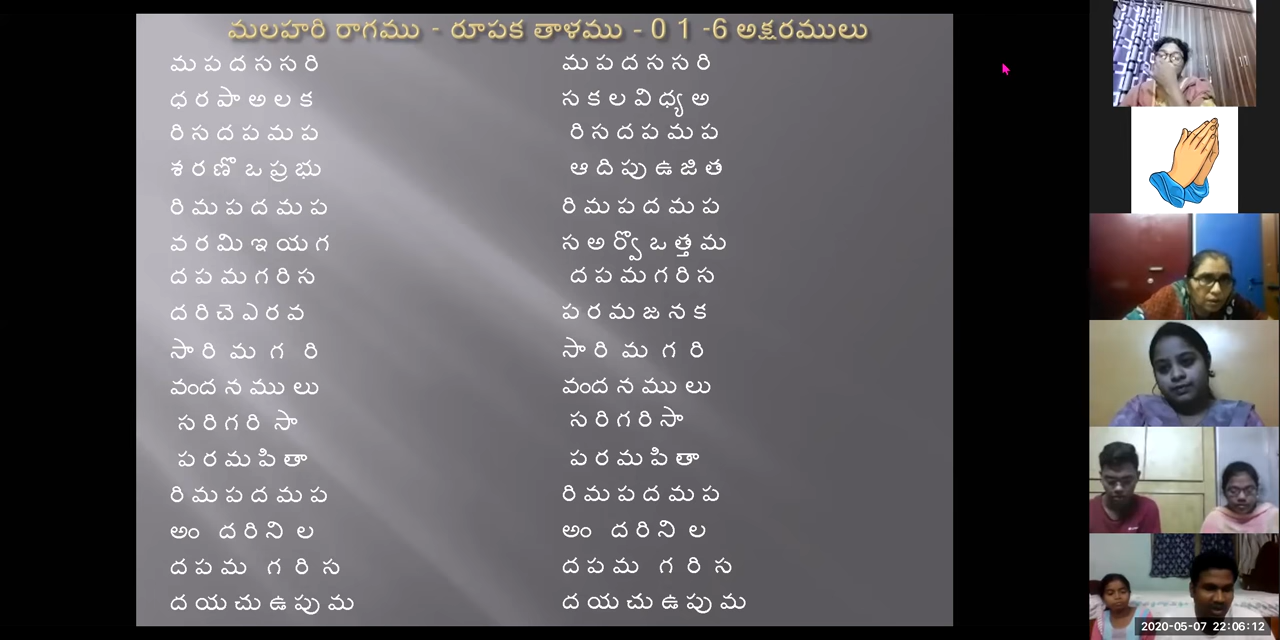 మలహరి రాగము - రూపక తాళము - 0 1 -6 అక్షరములు
మ ప ద స స రి
ధ ర పా అ ల క
రి స ద ప మ ప
శ ర ణొ ఒ ప్ర భు
రి మ ప ద మ ప
వ ర మి ఇ య గ
ద ప మ గ రి స
ద రి చె ఎ ర వ
సా రి మ గ రి
వంద న ము లు
స రి గ రి సా
ప ర మ పి తా
రి మ ప ద మ ప
అం ద రి ని ల
ద ప మ గ రి స
ద య చు ఉ పు మ
మ ప ద స స రి
స క ల వి ధ్య అ
రి స ద ప మ ప
ఆ ది పు ఉ జి త
రి మ ప ద మ ప
స అ ర్వొ ఒ త్త మ
ద ప మ గ రి స
ప ర మ జ న క
సా రి మ గ రి
వంద న ము లు
స రి గ రి సా
ప ర మ పి తా
రి మ ప ద మ ప
అం ద రి ని ల
ద ప మ గ రి స
ద య చు ఉ పు మ
2020-05-07 22:06:12